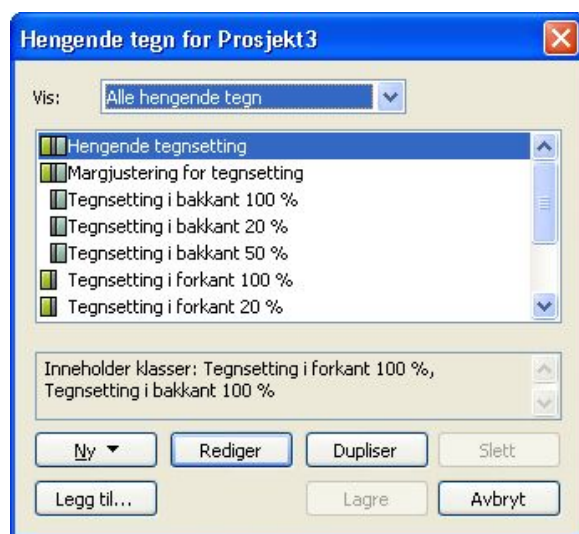 Hengende tegn for Prosjekt3
Vis: Alle hengende tegn
Hengende tegnsetting
Margjustering for tegnsetting
Tegnsetting i bakkant 100 %
Tegnsetting i bakkant 20 %
Tegnsetting i bakkant 50 %
Tegnsetting i forkant 100 %
Tegnsetting i forkant 20 %
Inneholder klasser: Tegnsetting i forkant 100 %,
Tegnsetting i bakkant 100 %
Ny Rediger Dupliser Slett
Legg til... Lagre Avbryt